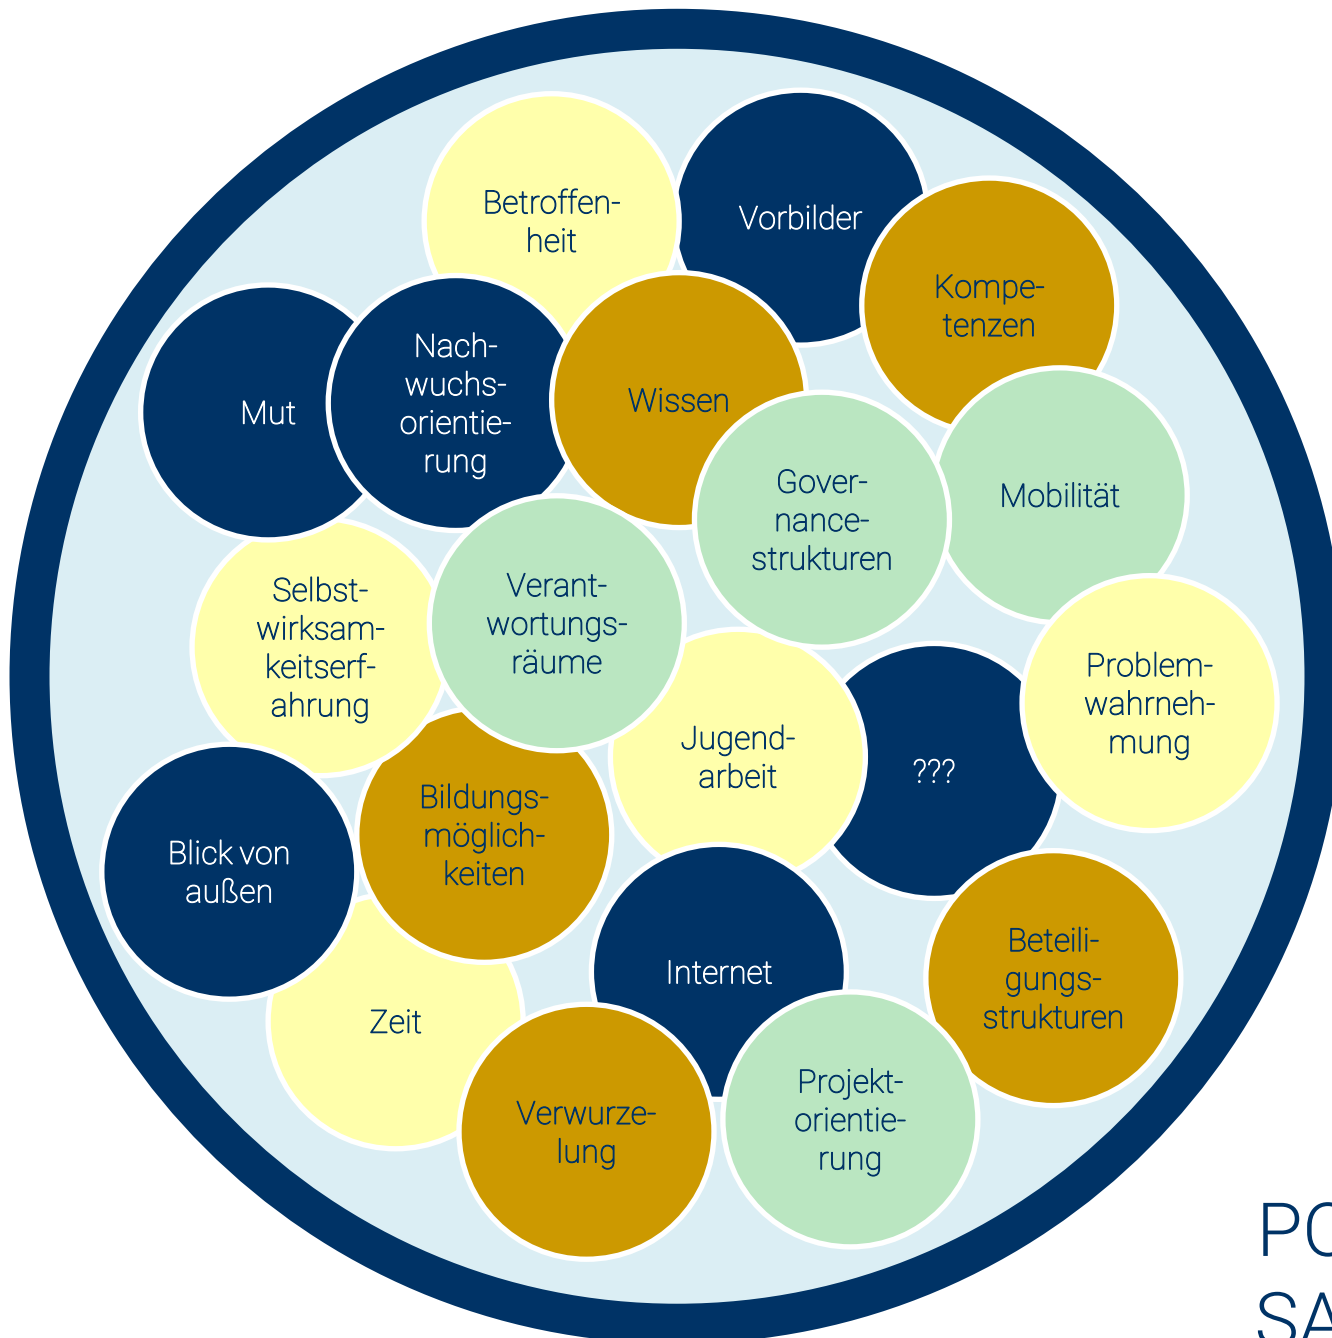 Betroffen-
heit
Vorbilder
Kompe-
tenzen
Mut
Nach-
wuchs-
orientie-
rung
Wissen
Gover-
nance-
strukturen
Mobilität
Selbst-
wirksam-
keitserf-
ahrung
Verant-
wortungs-
räume
Jugend-
arbeit
???
Problem-
wahrneh-
mung
Blick von
außen
Bildungs-
möglich-
keiten
Internet
Beteili-
gungs-
strukturen
Zeit
Verwurze-
lung
Projekt-
orientie-
rung